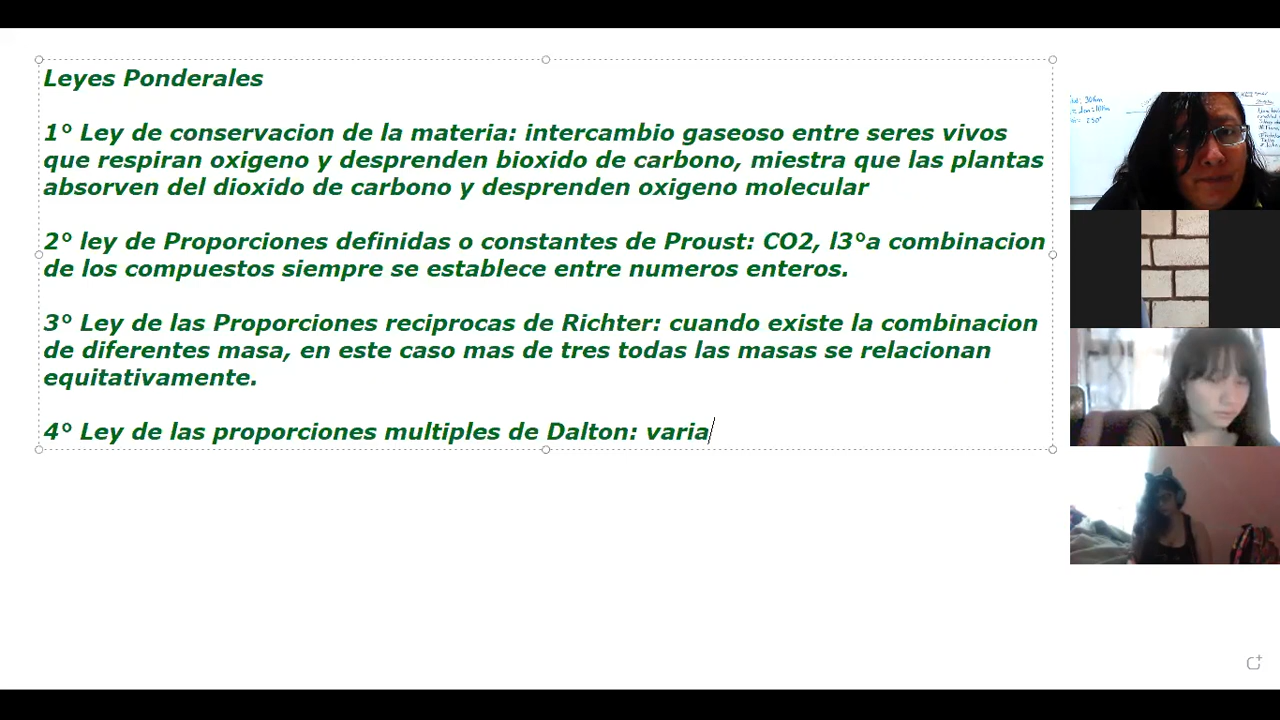 Leyes Ponderales
1° Ley de conservacion de la materia: intercambio gaseoso entre seres vivos
que respiran oxigeno y desprenden bioxido de carbono, miestra que las plantas
absorven del dioxido de carbono y desprenden oxigeno molecular
2° ley de Proporciones definidas o constantes de Proust: CO2, l3°a combinacion
de los compuestos siempre se establece entre numeros enteros.
3° Ley de las Proporciones reciprocas de Richter: cuando existe la combinacion
de diferentes masa, en este caso mas de tres todas las masas se relacionan
equitativamente.
4° Ley de las proporciones multiples de Dalton: varia